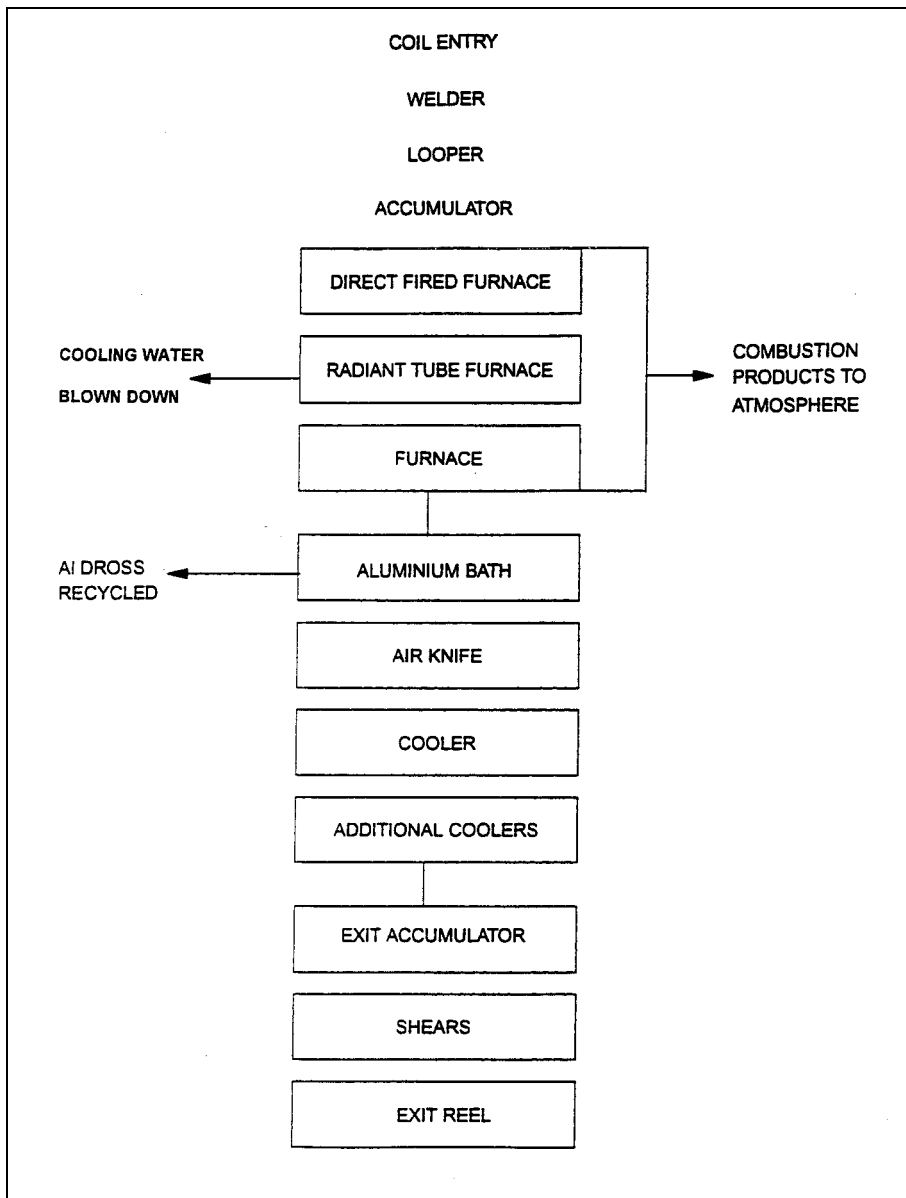 COIL ENTRY
WELDER
LOOPER
ACCUMULATOR
DIRECT FIRED FURNACE
COOLING WATER
BLOWN DOWN
RADIANT TUBE FURNACE
COMBUSTION
PRODUCTS TO
ATMOSPHERE
FURNACE
Al DROSS
RECYCLED
ALUMINIUM BATH
AIR KNIFE
COOLER
ADDITIONAL COOLERS
EXIT ACCUMULATOR
SHEARS
EXIT REEL